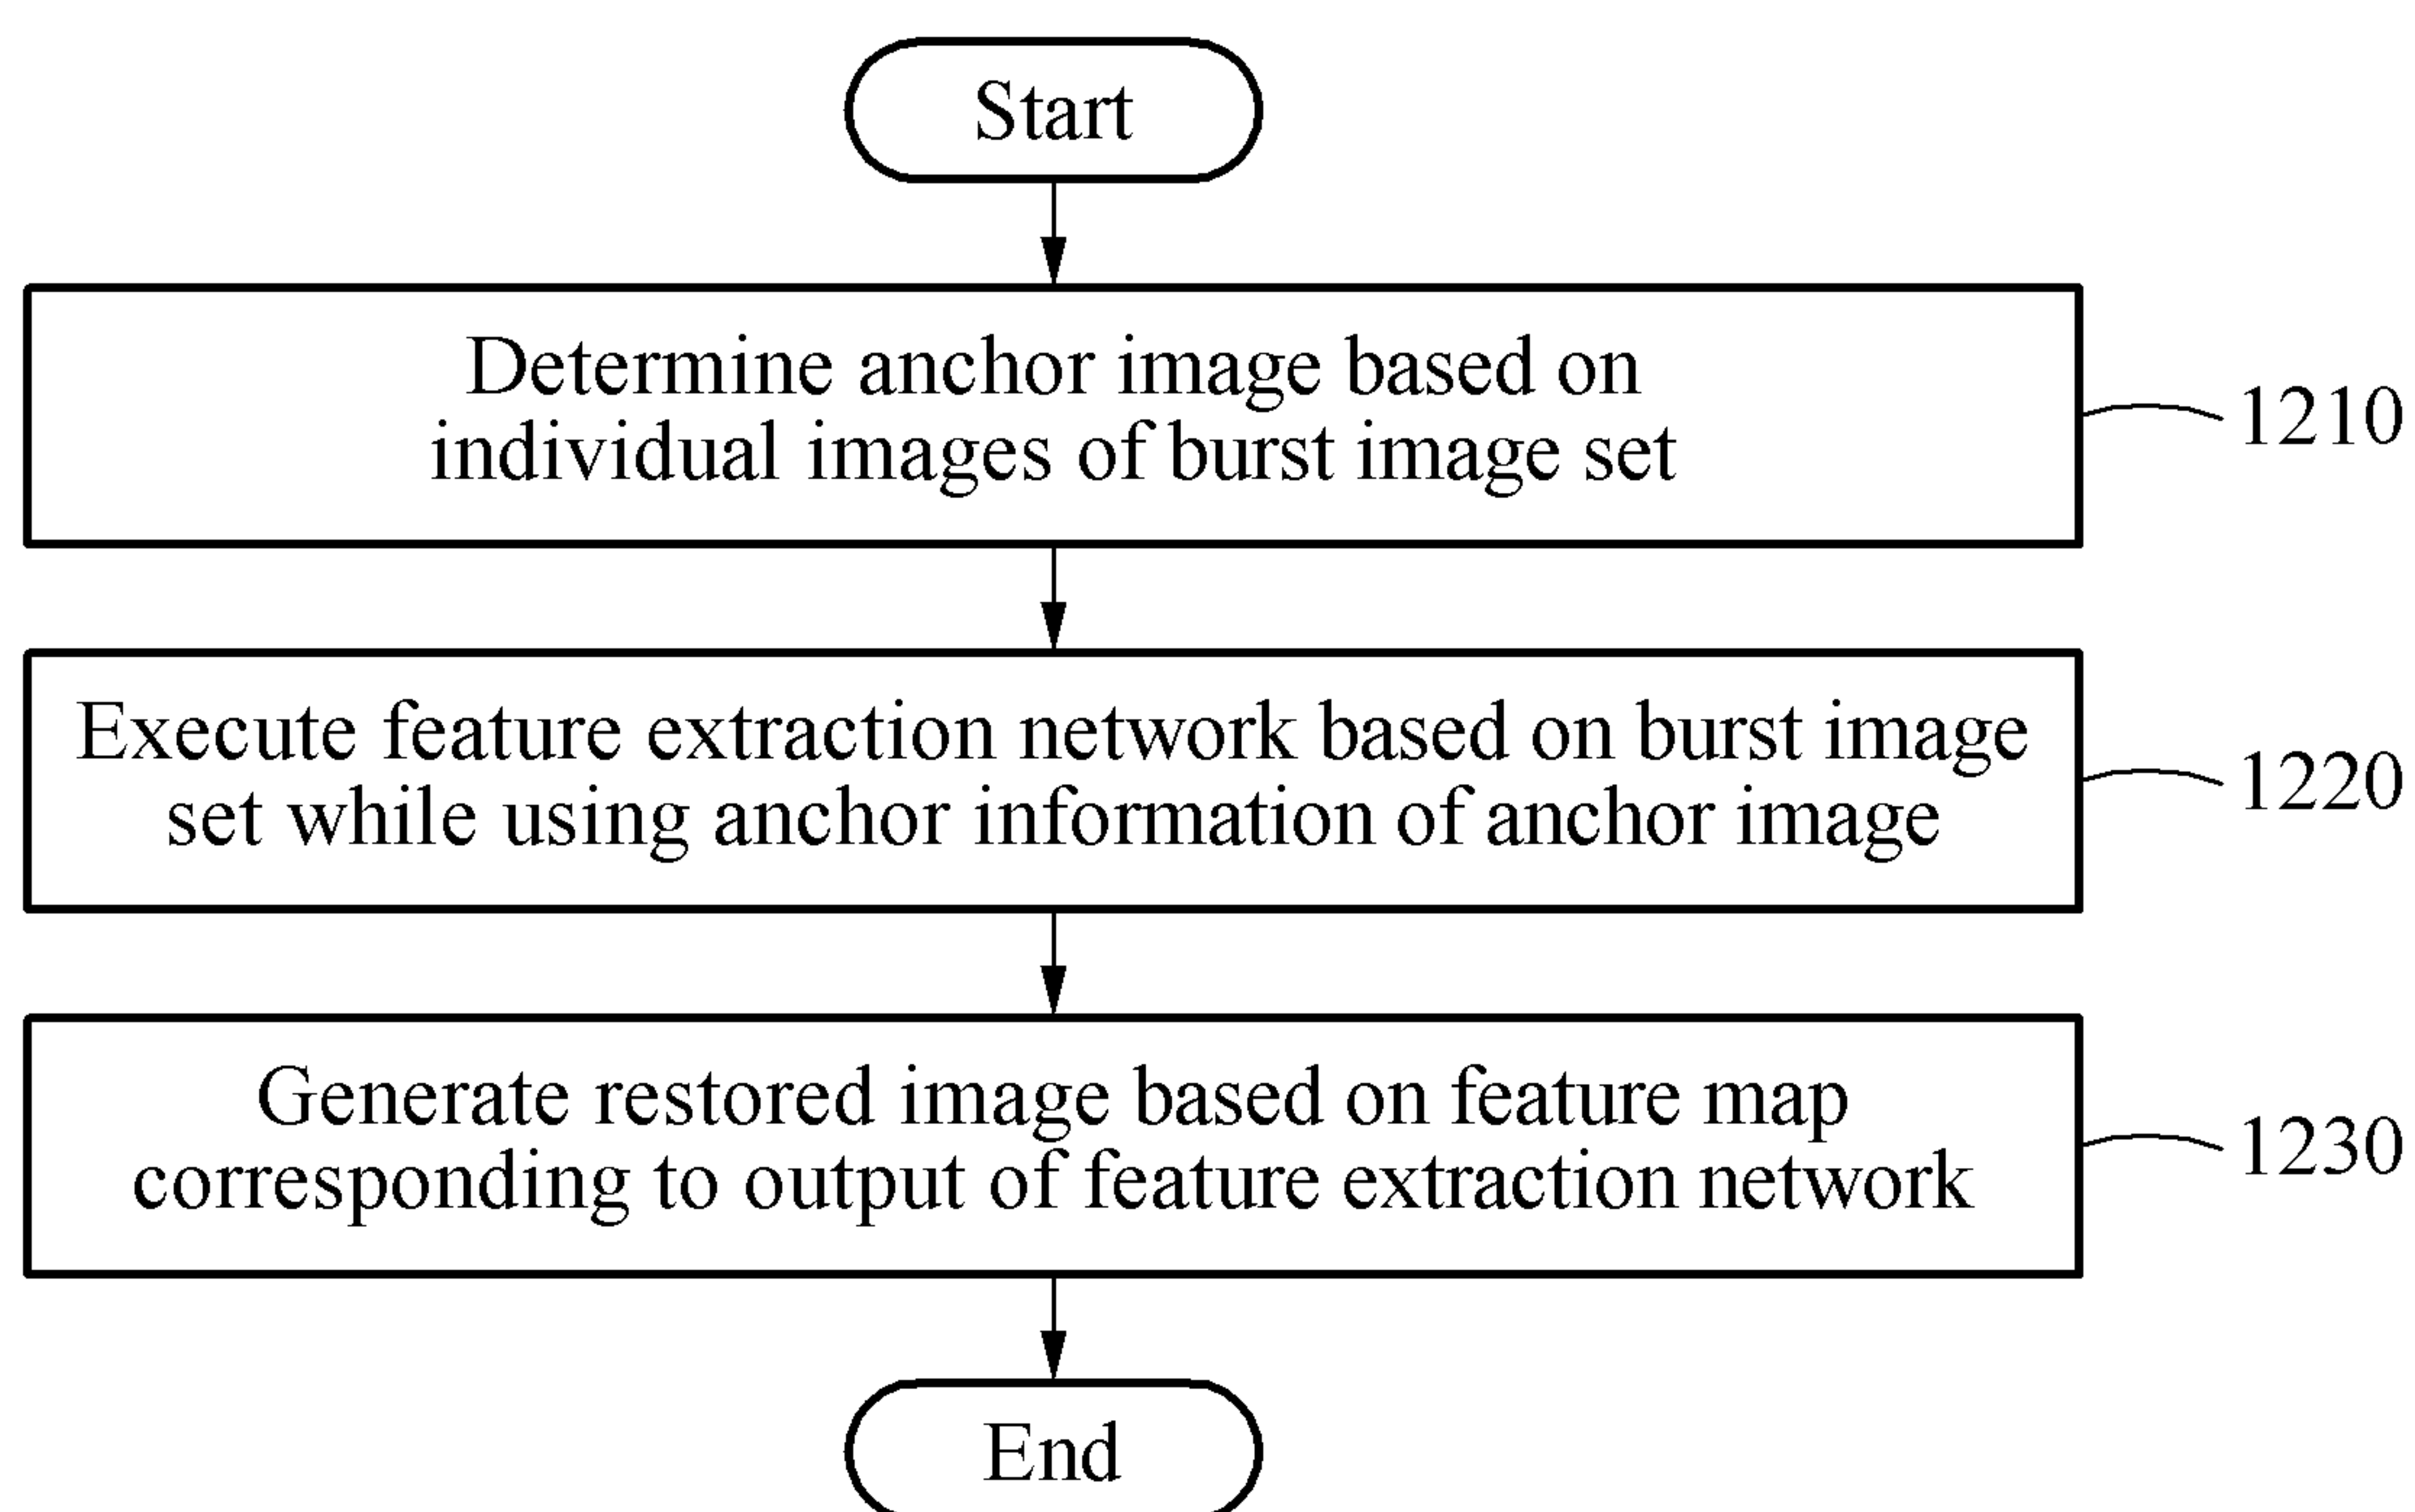 Start
Determine anchor image based on
individual images of burst image set
1210
Execute feature extraction network based on burst image
set while using anchor information of anchor image
1220
Generate restored image based on feature map
corresponding to output of feature extraction network
1230
End